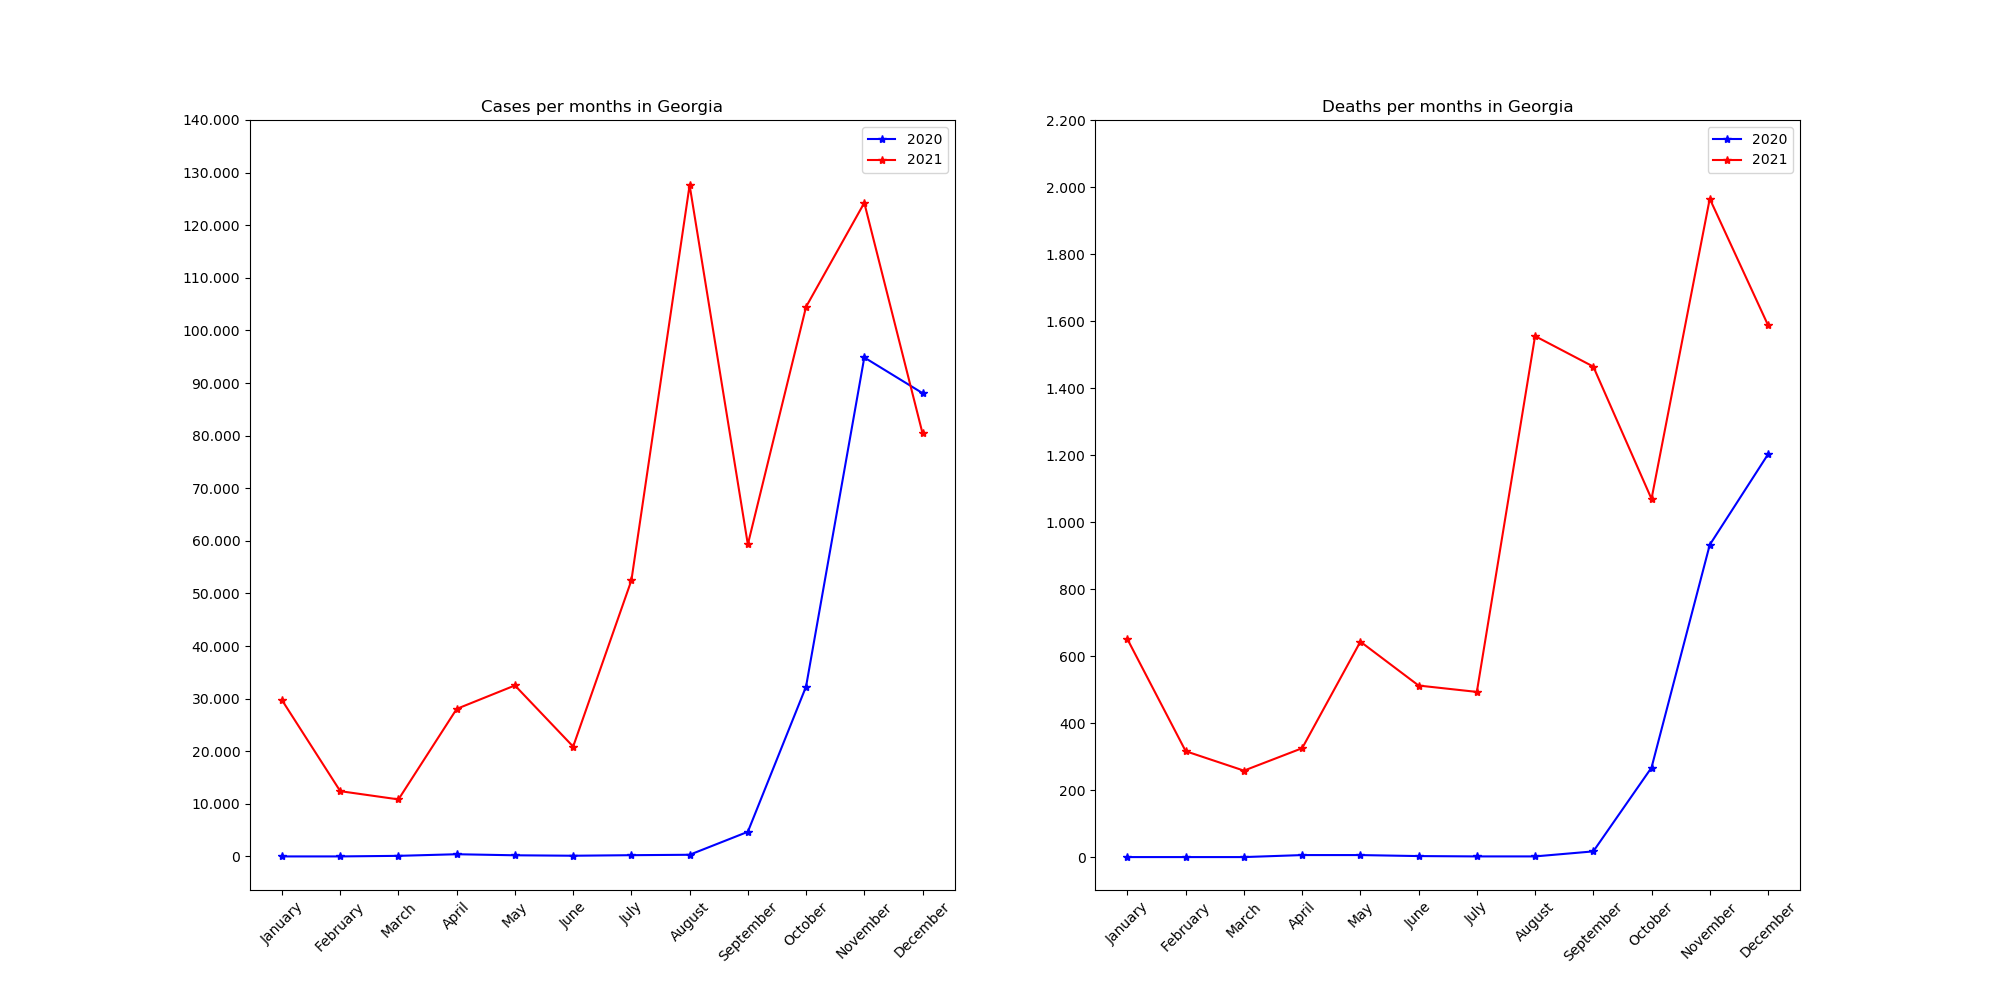 Cases per months in Georgia
140.000
130.000
120.000
110.000
100.000
90.000
80.000
70.000
60.000
50.000
40.000
30.000
20.000
10.000
0
2020
2021
January
February
March
April
May
June
July
August
September
October
November
December
Deaths per months in Georgia
2.200
2.000
1.800
1.600
1.400
1.200
1.000
800
600
400
200
0
2020
2021
January
February
March
April
May
June
July
August
September
October
November
December